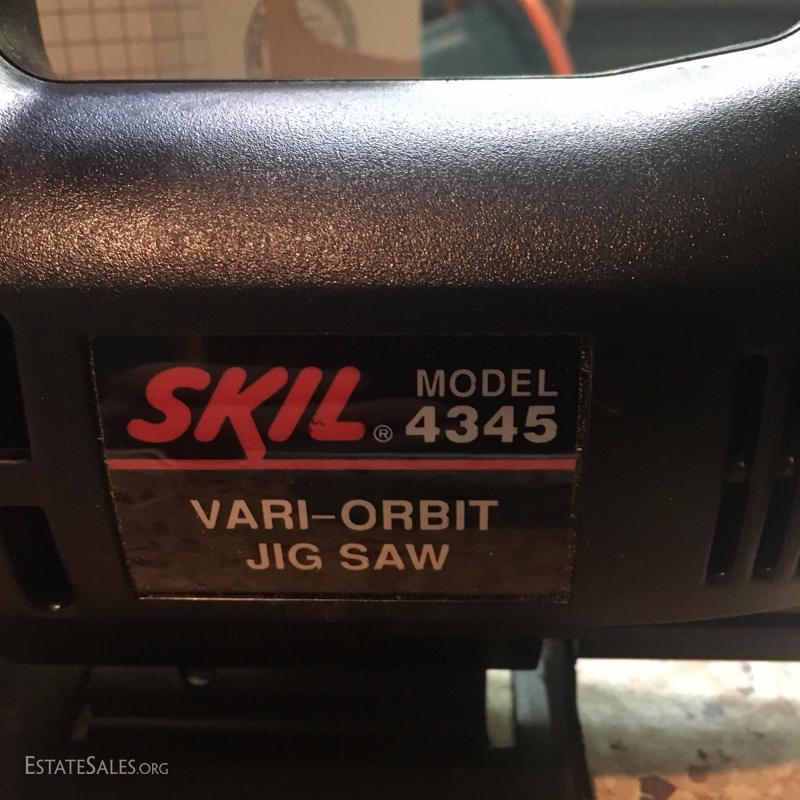 SKIL® MODEL
4345
VARI-ORBIT
JIG SAW
ESTATESALES.ORG